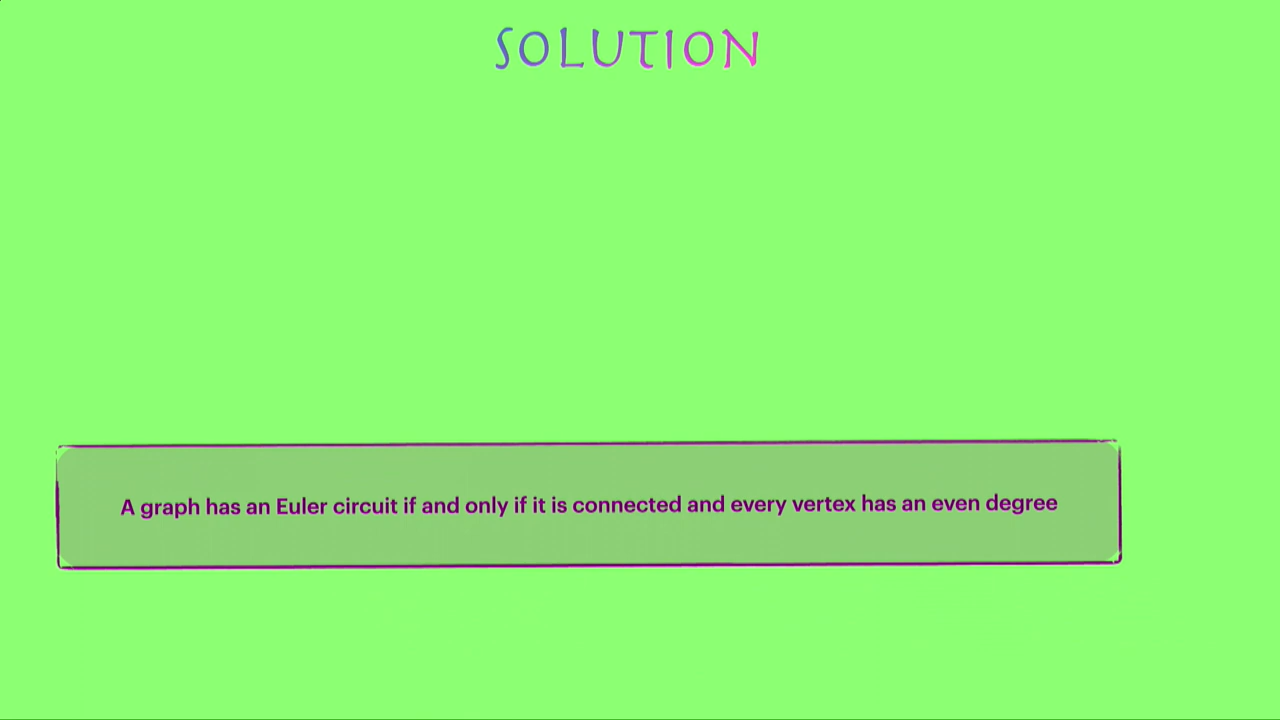 SOLUTION
A graph has an Euler circuit if and only if it is connected and every vertex has an even degree